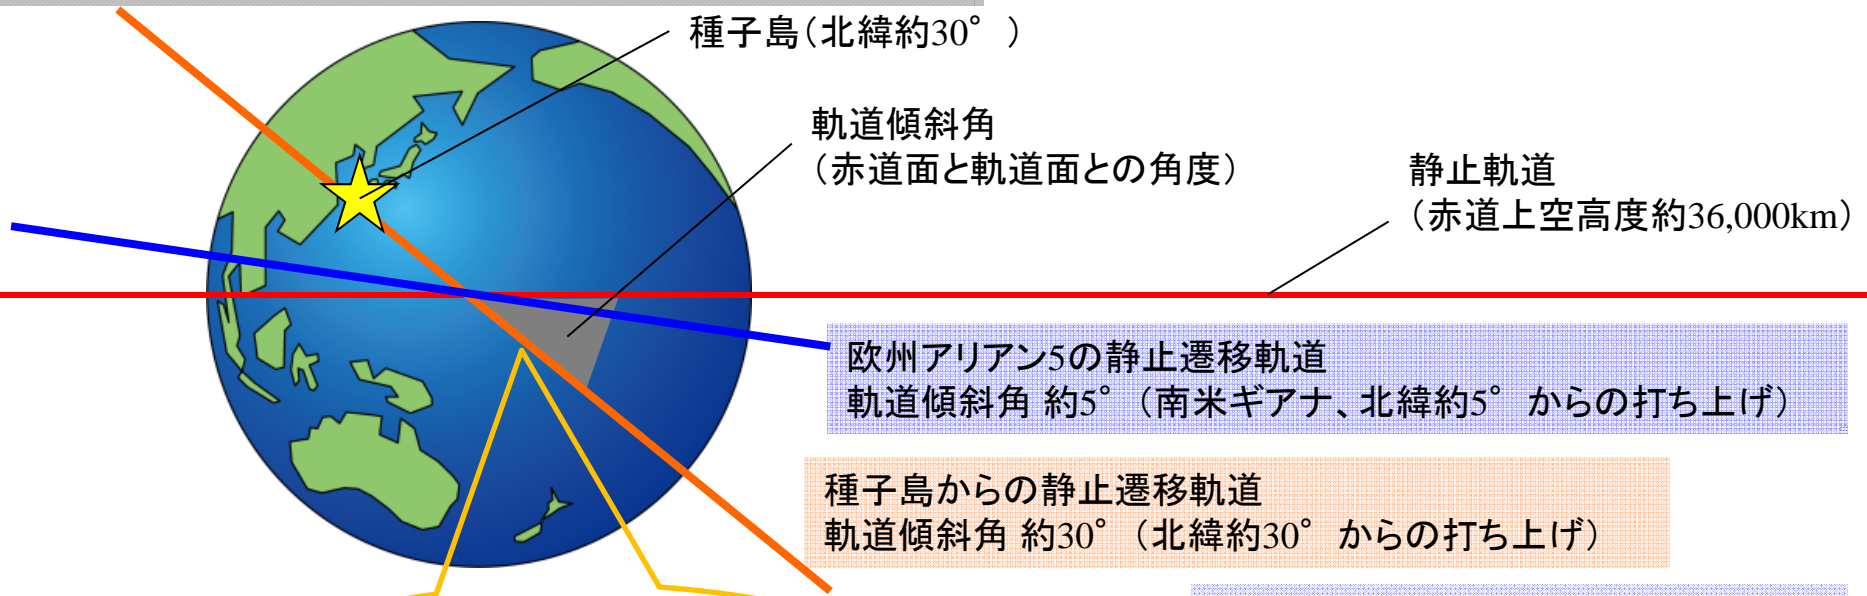 種子島(北緯約30°)
軌道傾斜角
(赤道面と軌道面との角度)
静止軌道
(赤道上空高度約36,000km)
欧州アリアン5の静止遷移軌道
軌道傾斜角 約5°(南米ギアナ、北緯約5°からの打ち上げ)
種子島からの静止遷移軌道
軌道傾斜角 約30°(北緯約30°からの打ち上げ)